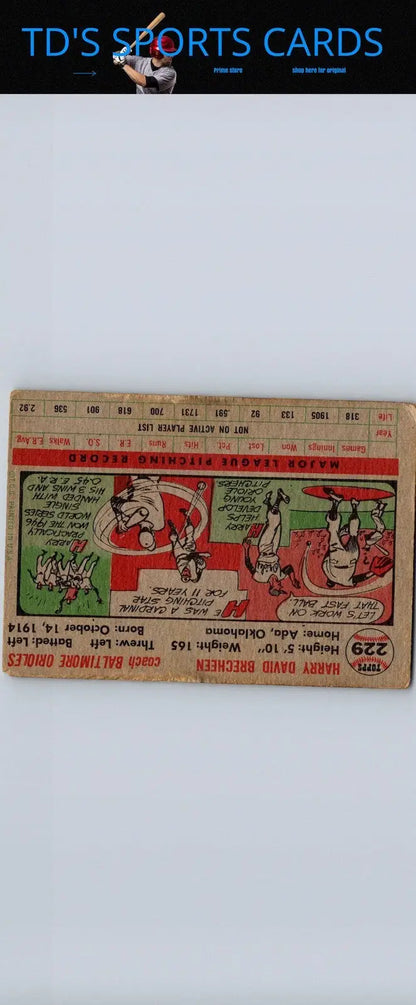 TD'S SPORTS CARDS
Prime store
shop here for original
TOPPS
229
HARRY DAVID BRECHEEN coach BALTIMORE ORIOLES
Height: 5' 10" Weight: 165 Threw: Left Batted: Left
Home: Ada, Oklahoma Born: October 14, 1914
LET'S WORK ON
THAT FAST BALL
HARRY
HELPS
DEVELOP
YOUNG
ORIOLE
PITCHERS
HE WAS A CARDINAL
PITCHING STAR
FOR 11 YEARS
HARRY
PRACTICALLY
WON THE 1946
WORLD SERIES
SINGLE
HANDED WITH
HIS 3 WINS AND
0.45 E.R.A.
MAJOR LEAGUE PITCHING RECORD
Year Games Innings Won Lost Pct Hits Runs E.R. S.O. Walks E.R.Avg.
NOT ON ACTIVE PLAYER LIST
Life 318 1905 133 92 .591 1731 700 618 901 536 2.92